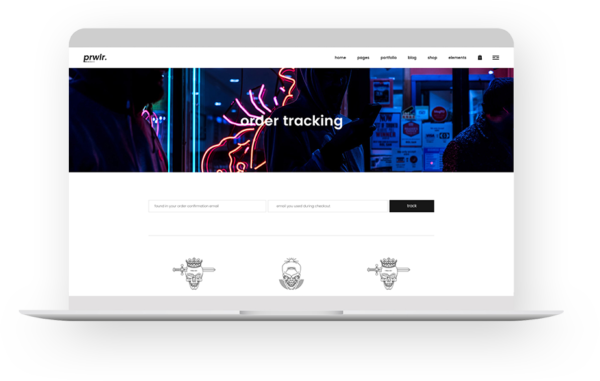 prwlr.
home pages portfolio blog shop elements
order tracking
found in your order confirmation email
email you used during checkout
track